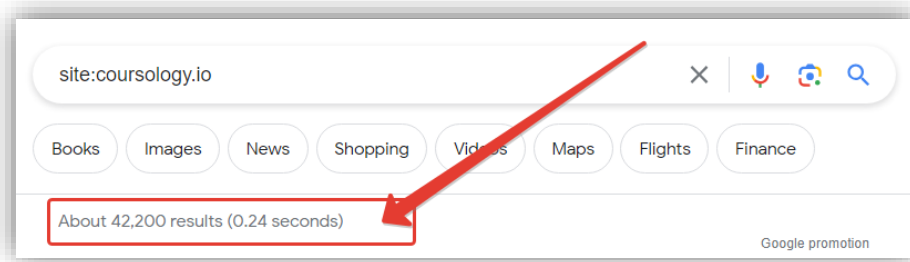 site:coursology.io
Books Images News Shopping Videos Maps Flights Finance
About 42,200 results (0.24 seconds)
Google promotion